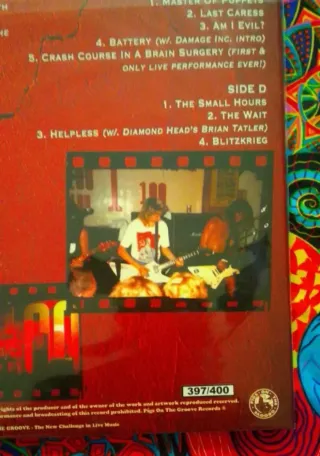 TH
1. MASTER OF PUPPETS
2. LAST CARESS
HE
3. AM I EVIL?
4. BATTERY (W/. DAMAGE INC. INTRO)
5. CRASH COURSE IN A BRAIN SURGERY (FIRST &
ONLY LIVE PERFORMANCE EVER!)
SIDE D
1. THE SMALL HOURS
2. THE WAIT
3. HELPLESS (W/. DIAMOND HEAD'S BRIAN TATLER)
4. BLITZKRIEG
397/400
rights of the producer and of the owner of the work and artwork reproduced reserved.
ormance and broadcasting of this record prohibited. Pigs On The Groove Records ®
E GROOVE - The New Challenge in Live Music